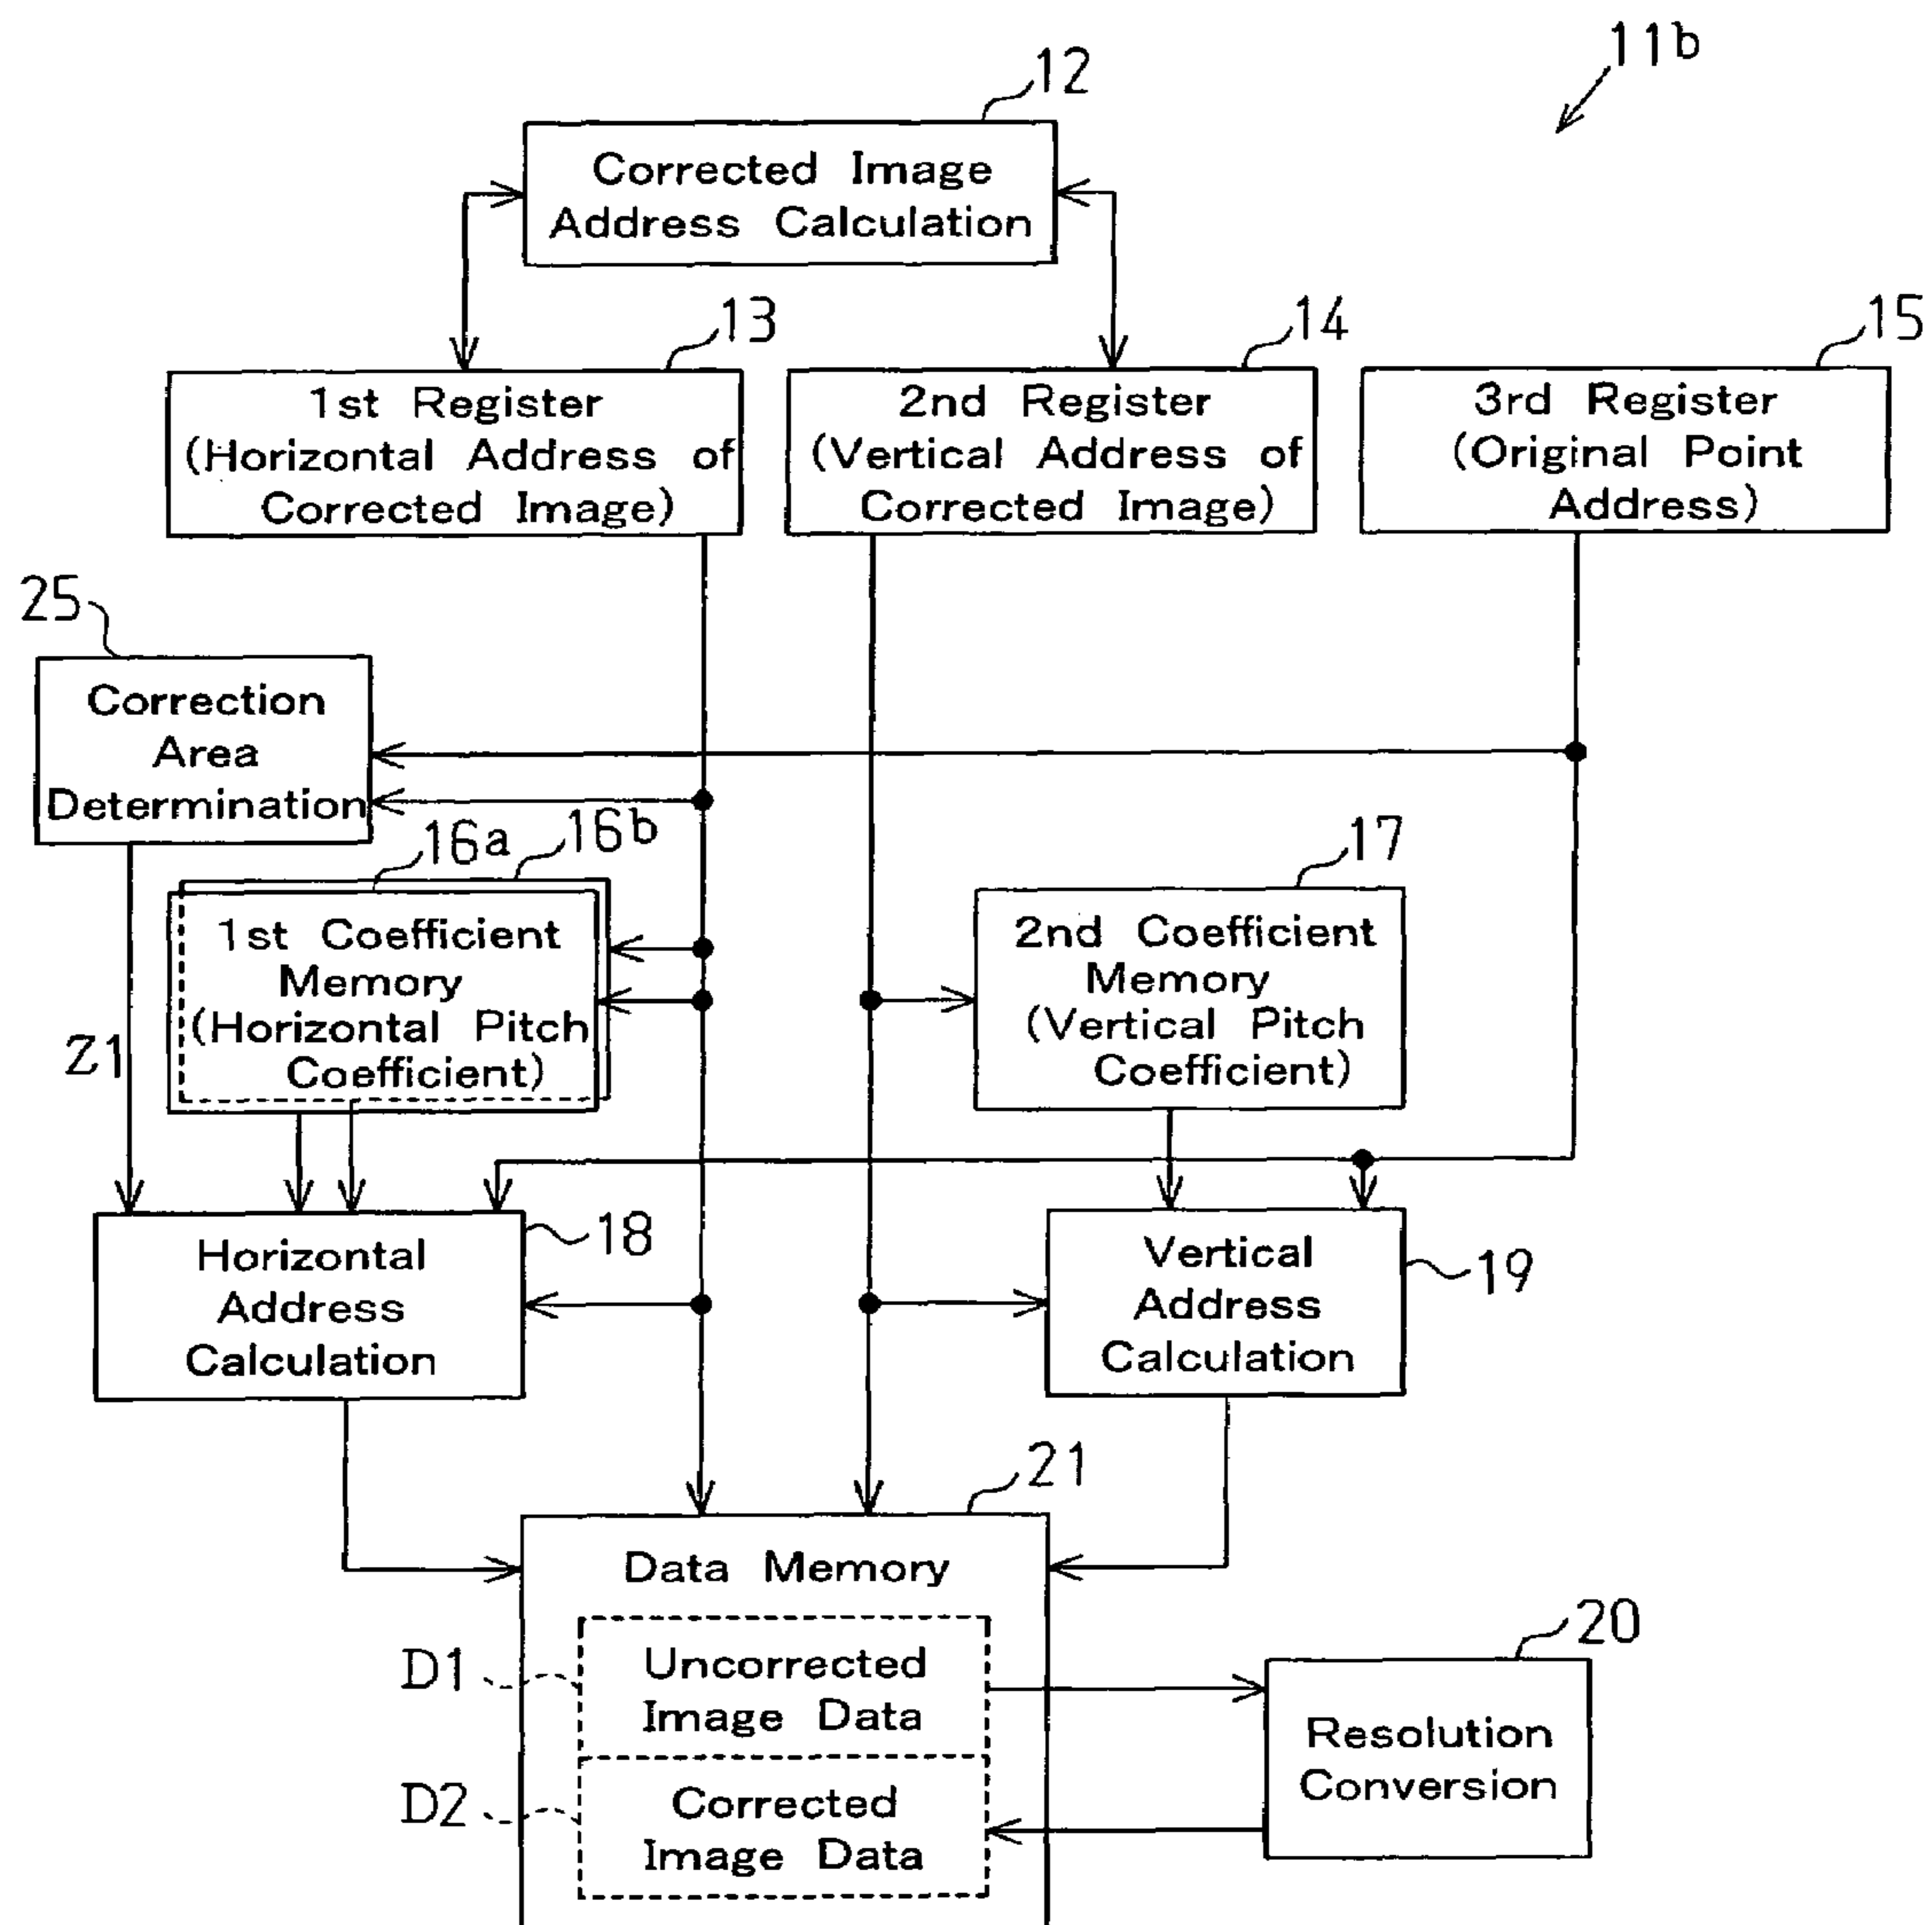 11b
12
Corrected Image
Address Calculation
13
14
15
1st Register
(Horizontal Address of
Corrected Image)
2nd Register
(Vertical Address of
Corrected Image)
3rd Register
(Original Point
Address)
25
Correction
Area
Determination
16a
16b
17
1st Coefficient
Memory
(Horizontal Pitch
Coefficient)
2nd Coefficient
Memory
(Vertical Pitch
Coefficient)
Z1
18
Horizontal
Address
Calculation
Vertical
Address
Calculation
19
21
Data Memory
20
D1
Uncorrected
Image Data
Resolution
Conversion
D2
Corrected
Image Data